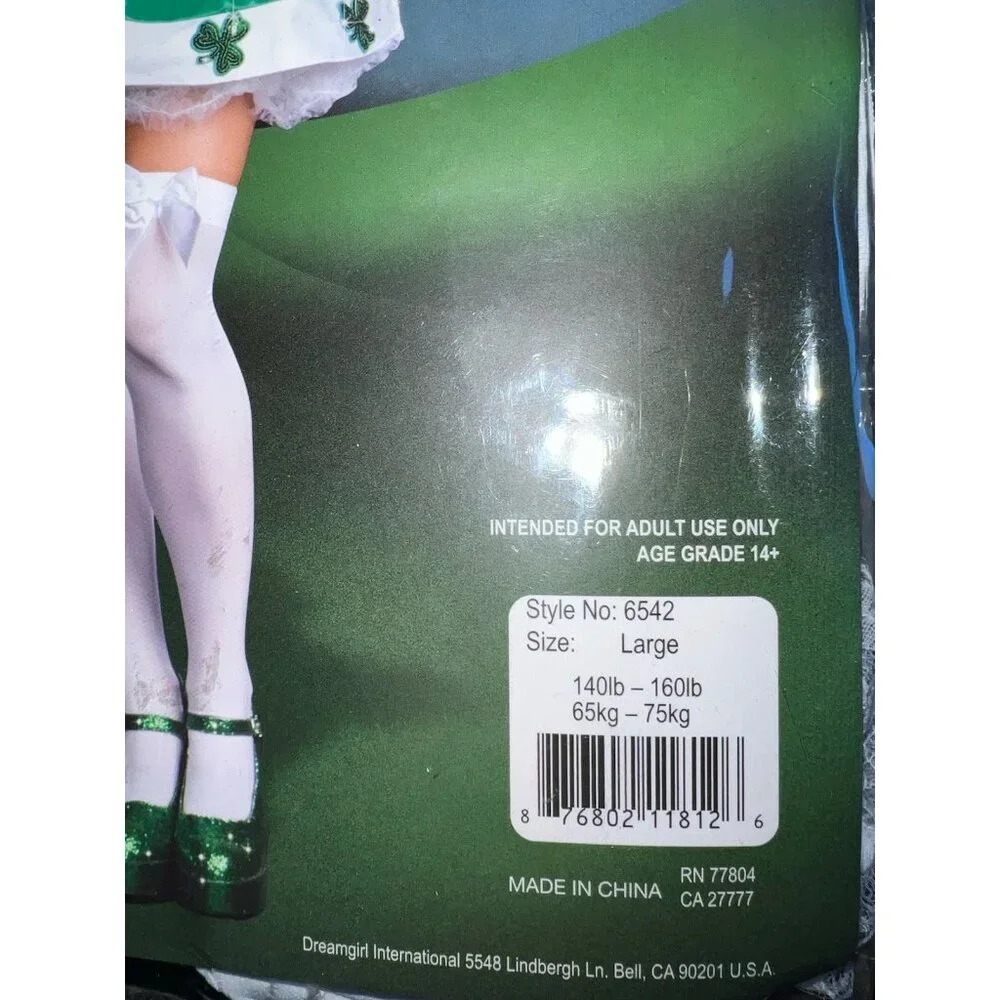 INTENDED FOR ADULT USE ONLY
AGE GRADE 14+
Style No: 6542
Size: Large
140lb – 160lb
65kg – 75kg
8 76802 11812 6
MADE IN CHINA
RN 77804
CA 27777
Dreamgirl International 5548 Lindbergh Ln. Bell, CA 90201 U.S.A.